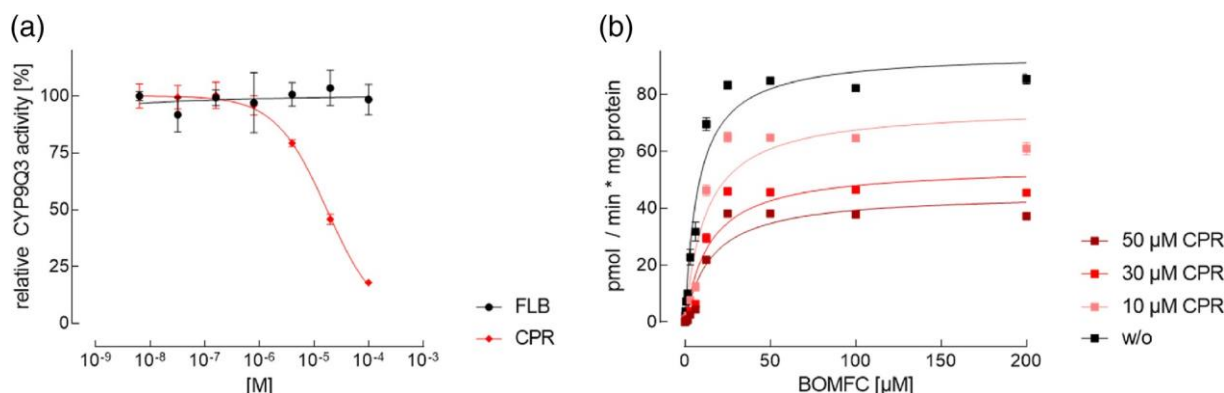 (a)
relative CYP9Q3 activity [%]
100
75
50
25
0
10-9
10-8
10-7
10-6
10-5
10-4
10-3
[M]
FLB
CPR
(b)
pmol / min * mg protein
80
60
40
20
0
0
50
100
150
200
BOMFC [µM]
50 µM CPR
30 µM CPR
10 µM CPR
w/o